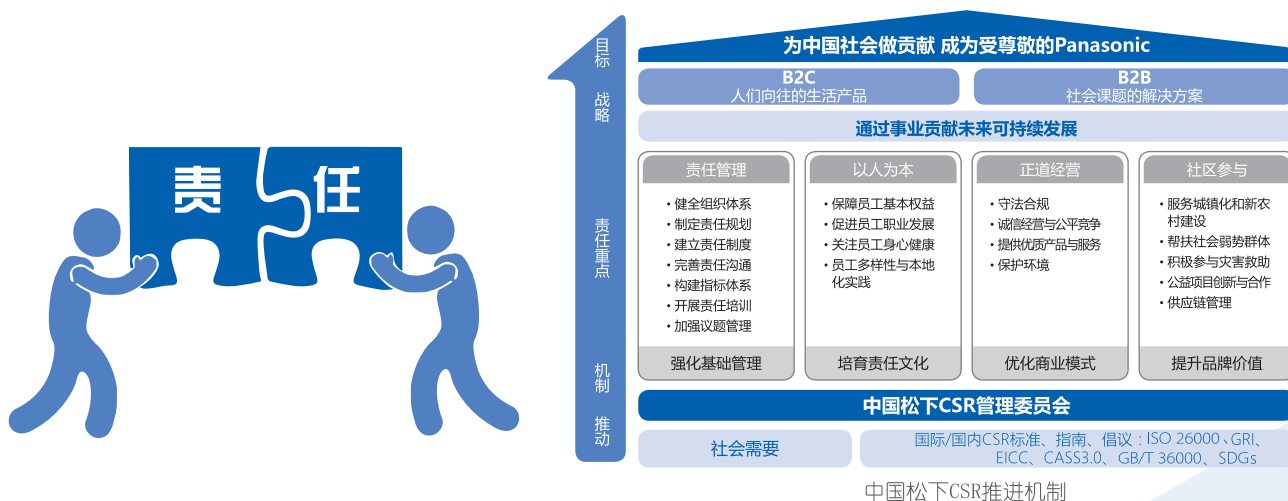 责 任
目标
战略
责任重点
机制
推动
为中国社会做贡献 成为受尊敬的Panasonic
B2C
人们向往的生活产品
B2B
社会课题的解决方案
通过事业贡献未来可持续发展
责任管理
・健全组织体系
・制定责任规划
・建立责任制度
・完善责任沟通
・构建指标体系
・开展责任培训
・加强议题管理
强化基础管理
以人为本
・保障员工基本权益
・促进员工职业发展
・关注员工身心健康
・员工多样性与本地
化实践
培育责任文化
正道经营
・守法合规
・诚信经营与公平竞争
・提供优质产品与服务
・保护环境
优化商业模式
社区参与
・服务城镇化和新农
村建设
・帮扶社会弱势群体
・积极参与灾害救助
・公益项目创新与合作
・供应链管理
提升品牌价值
中国松下CSR管理委员会
社会需要
国际/国内CSR标准、指南、倡议：ISO 26000、GRI、
EICC、CASS3.0、GB/T 36000、SDGs
中国松下CSR推进机制